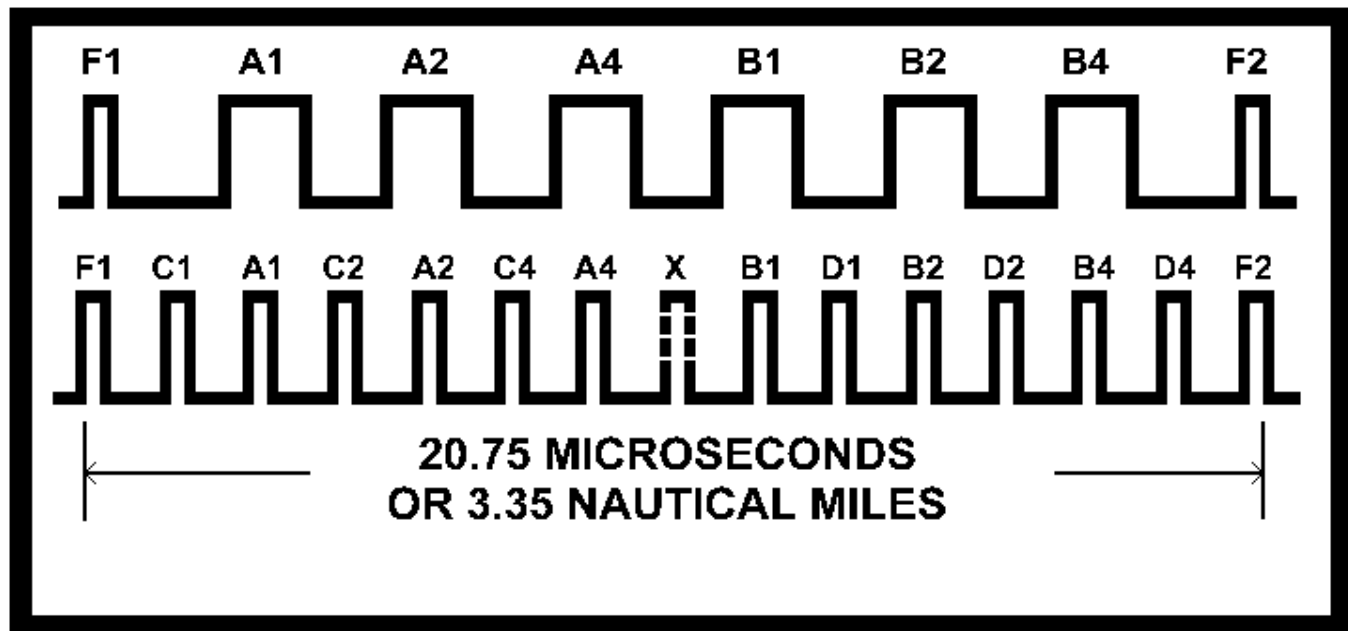 F1 A1 A2 A4 B1 B2 B4 F2
F1 C1 A1 C2 A2 C4 A4 X B1 D1 B2 D2 B4 D4 F2
20.75 MICROSECONDS
OR 3.35 NAUTICAL MILES